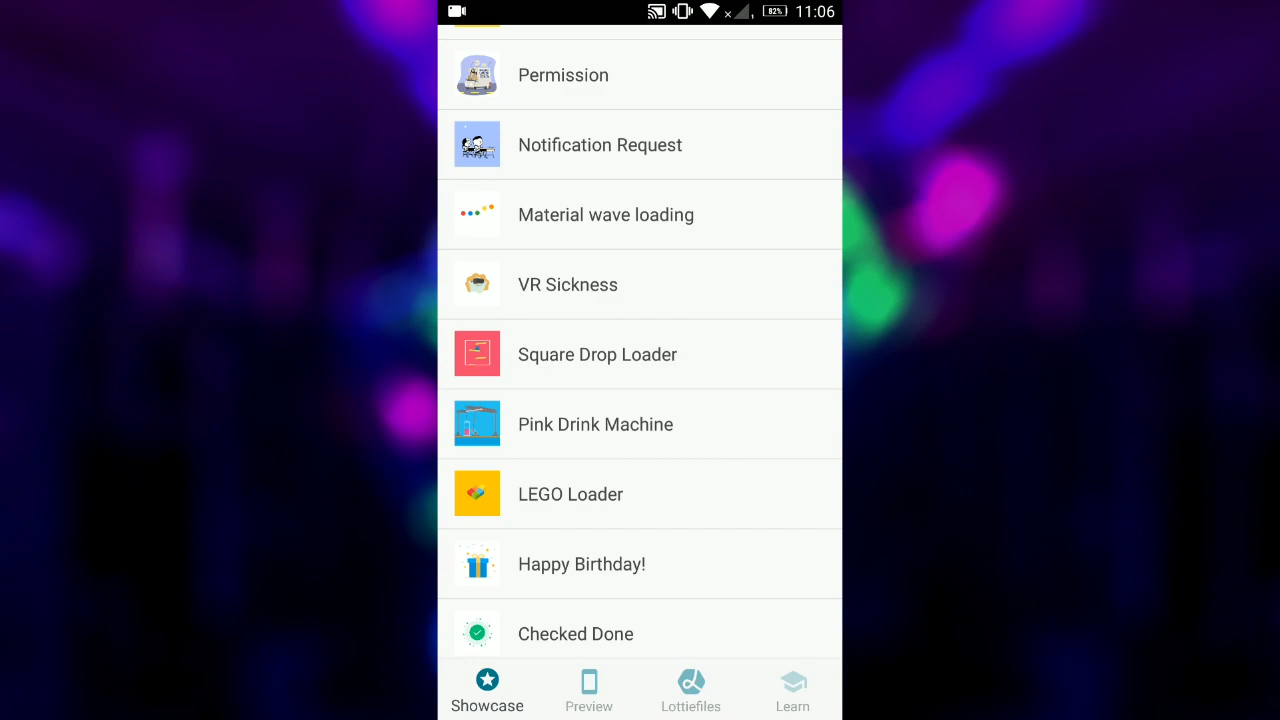 82% 11:06
Permission
Notification Request
Material wave loading
VR Sickness
Square Drop Loader
Pink Drink Machine
LEGO Loader
Happy Birthday!
Checked Done
Showcase Preview Lottiefiles Learn